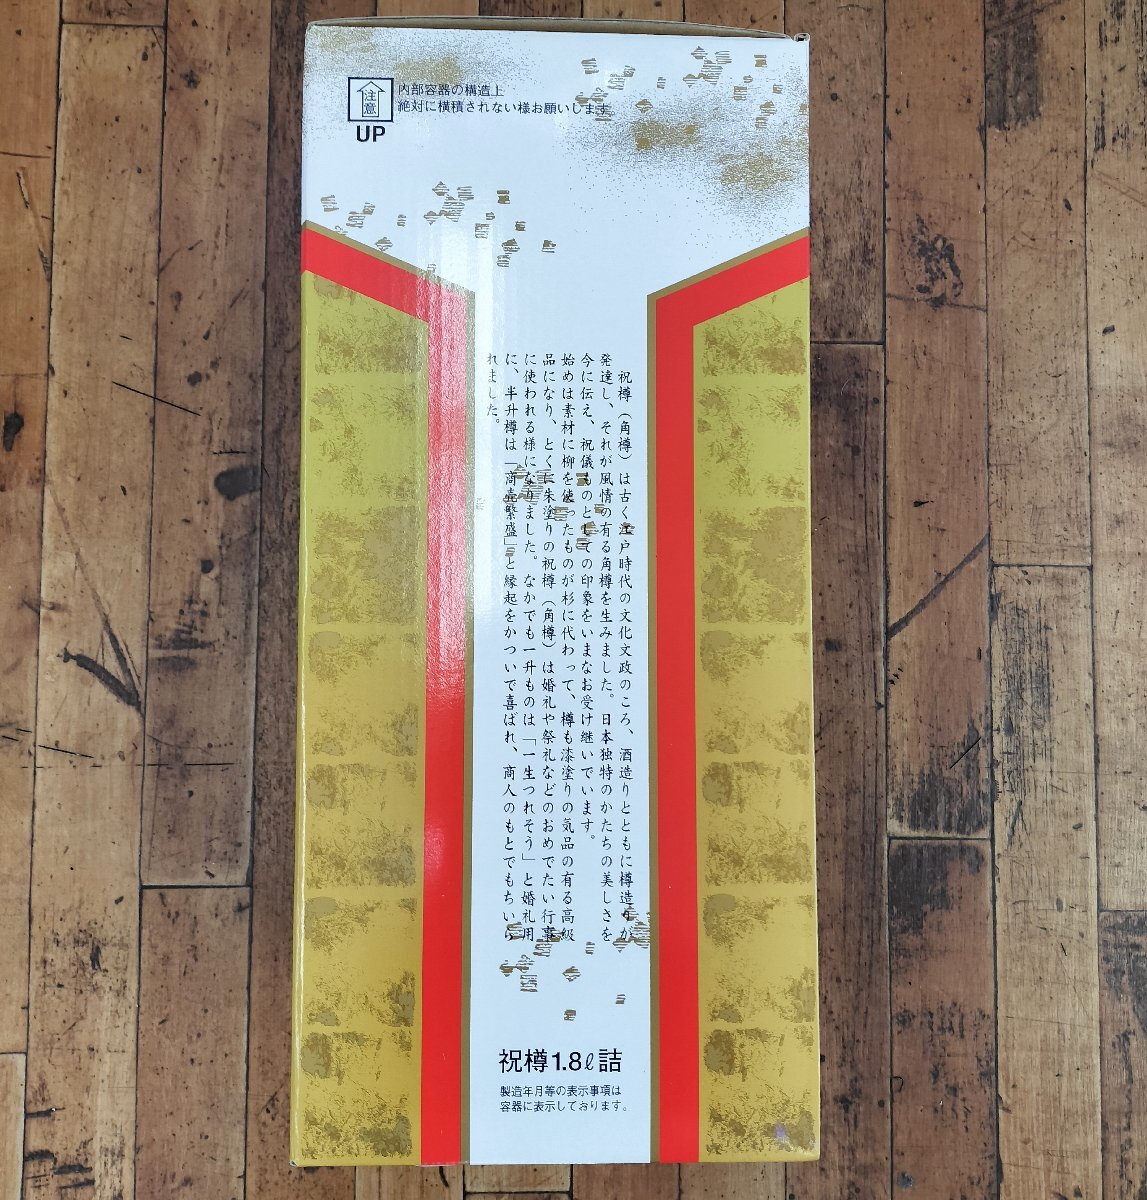 注意
UP
内部容器の構造上
絶対に横積されない様お願いします
祝樽（角樽）は古く江戸時代の文化文政のころ、酒造りとともに樽造りが
発達し、それが風情の有る角樽を生みました。日本独特のかたちの美しさを
今に伝え、祝儀ものとしての印象をいまなお受け継いでいます。
始めは素材に柳を使ったものが杉に代わって、樽も漆塗りの気品の有る高級
品になり、とくに朱塗りの祝樽（角樽）は婚礼や祭礼などのおめでたい行事
に使われる様になりました。なかでも一升ものは「一生つれそう」と婚礼用
に、半升樽は「商売繁盛」と縁起をかついで喜ばれ、商人のもとでもちいら
れました。
祝樽1.8ℓ詰
製造年月等の表示事項は
容器に表示しております。